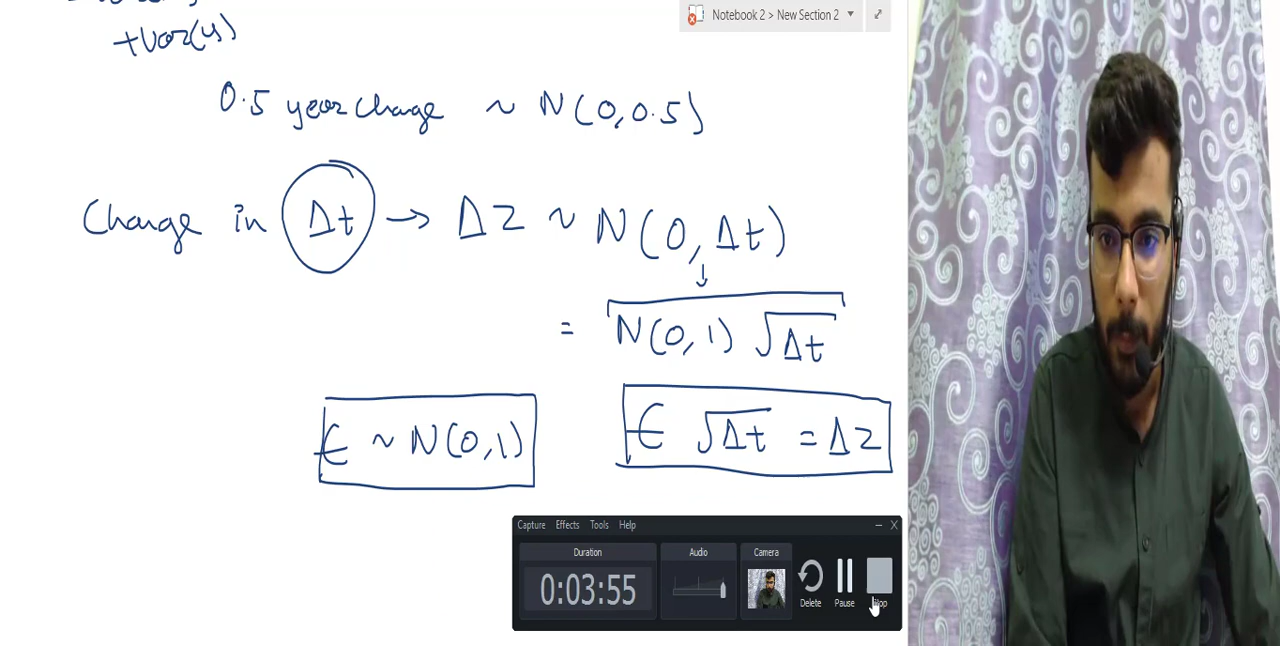 Notebook 2 > New Section 2
+Var(y)
0.5 year change ~ N(0, 0.5)
Change in Δt → Δz ~ N(0, Δt)
↓
= N(0, 1) √Δt
ϵ ~ N(0, 1)
ϵ √Δt = Δz
Capture Effects Tools Help
Duration Audio Camera
0:03:55
Delete Pause